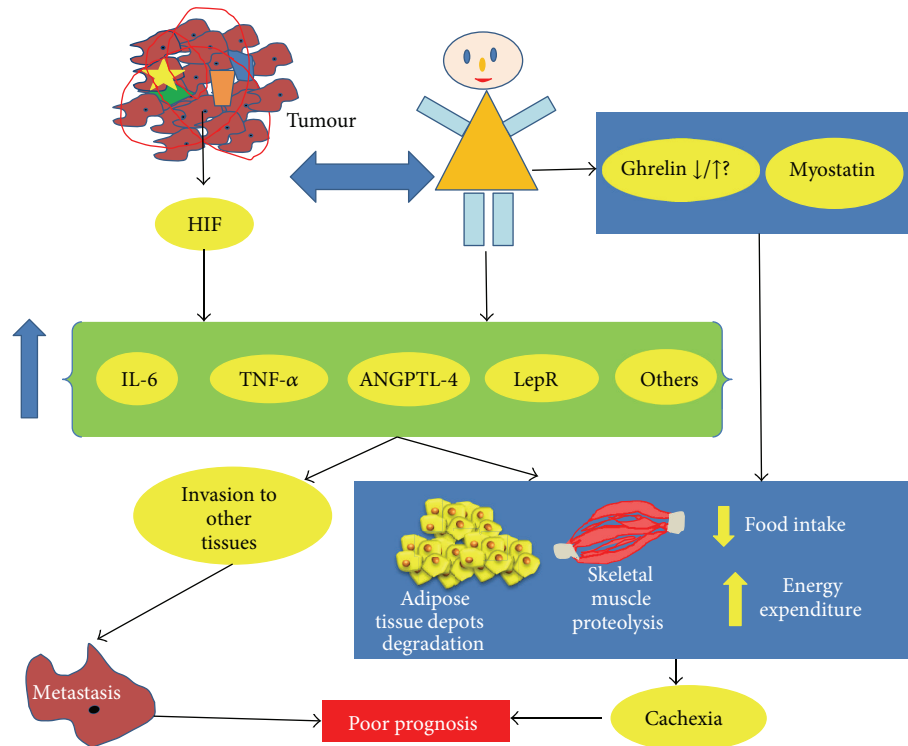 Tumour
Ghrelin ↓/↑?
Myostatin
HIF
IL-6
TNF-α
ANGPTL-4
LepR
Others
Invasion to
other
tissues
Adipose
tissue depots
degradation
Skeletal
muscle
proteolysis
Food intake
Energy
expenditure
Metastasis
Poor prognosis
Cachexia